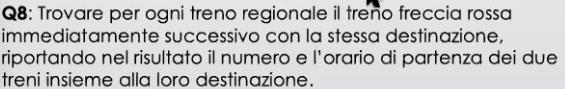 Q8: Trovare per ogni treno regionale il treno freccia rossa
immediatamente successivo con la stessa destinazione,
riportando nel risultato il numero e l'orario di partenza dei due
treni insieme alla loro destinazione.